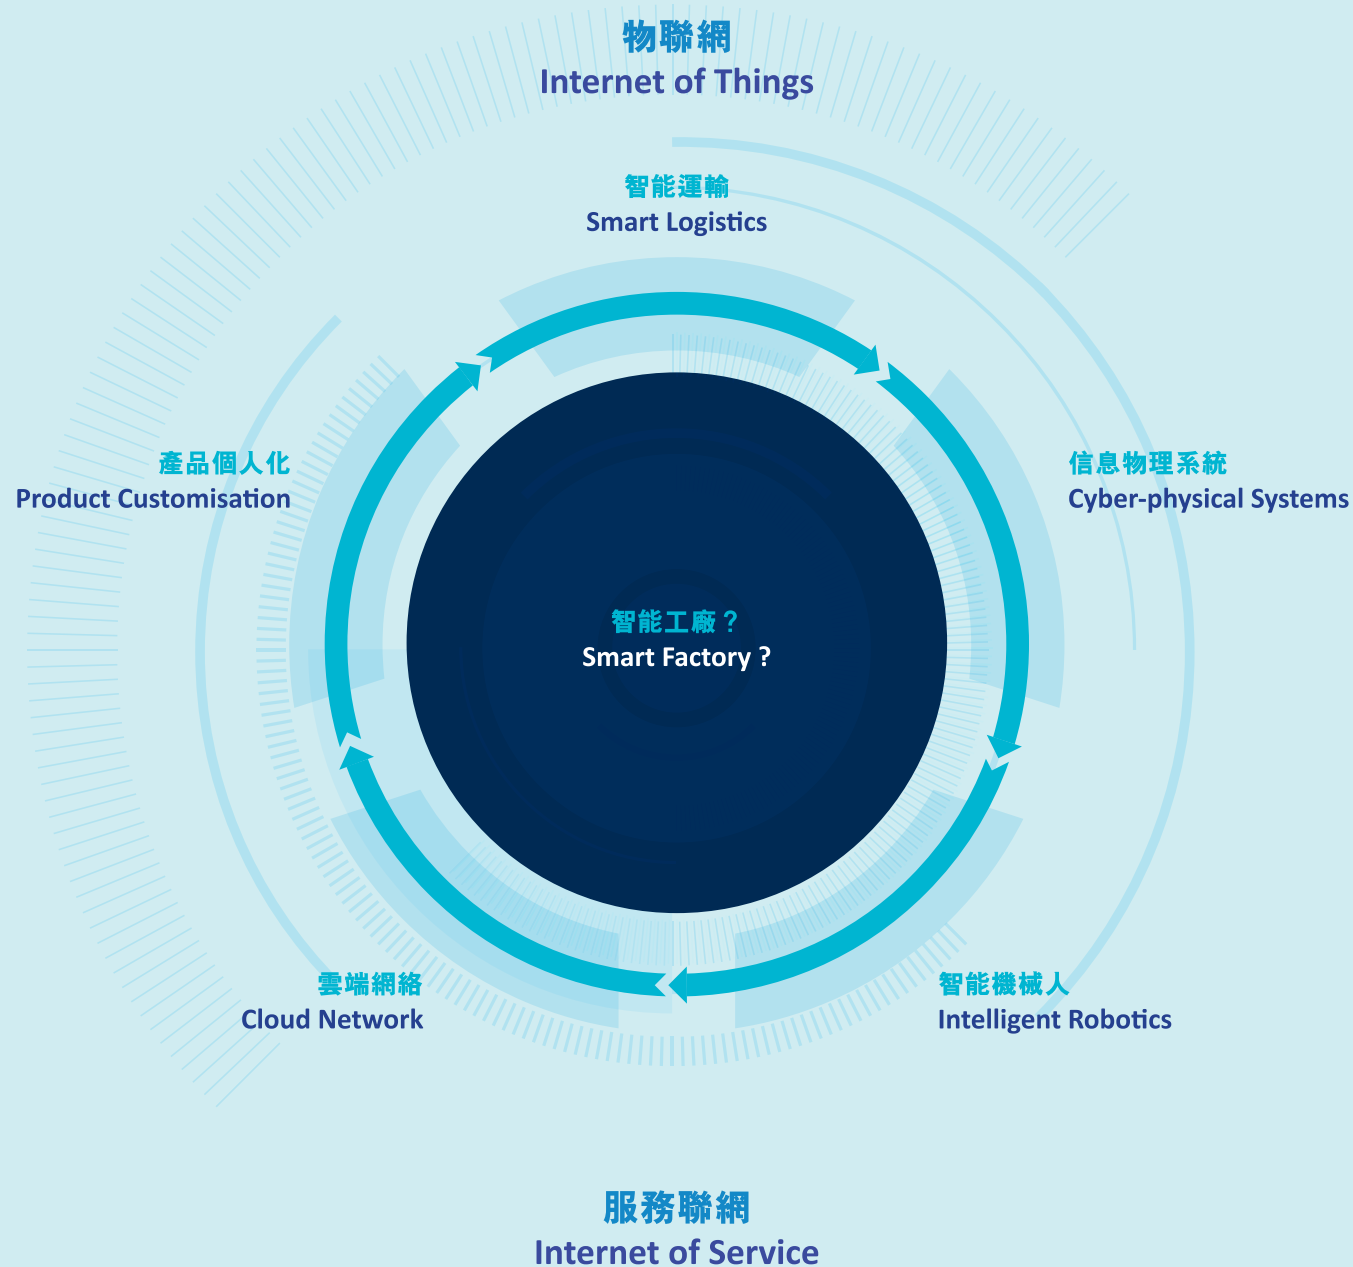 物聯網
Internet of Things
智能運輸
Smart Logistics
產品個人化
Product Customisation
信息物理系統
Cyber-physical Systems
智能工廠？
Smart Factory ?
雲端網絡
Cloud Network
智能機械人
Intelligent Robotics
服務聯網
Internet of Service